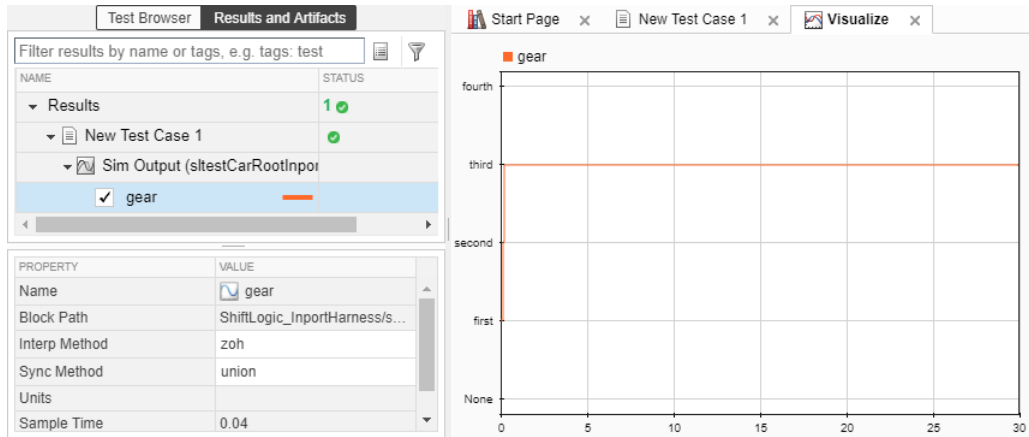 Test Browser
Results and Artifacts
Filter results by name or tags, e.g. tags: test
NAME
STATUS
Results
1
New Test Case 1
Sim Output (sltestCarRootInpor
gear
PROPERTY
VALUE
Name
gear
Block Path
ShiftLogic_InportHarness/s...
Interp Method
zoh
Sync Method
union
Units
Sample Time
0.04
Start Page
New Test Case 1
Visualize
gear
fourth
third
second
first
None
0
5
10
15
20
25
30